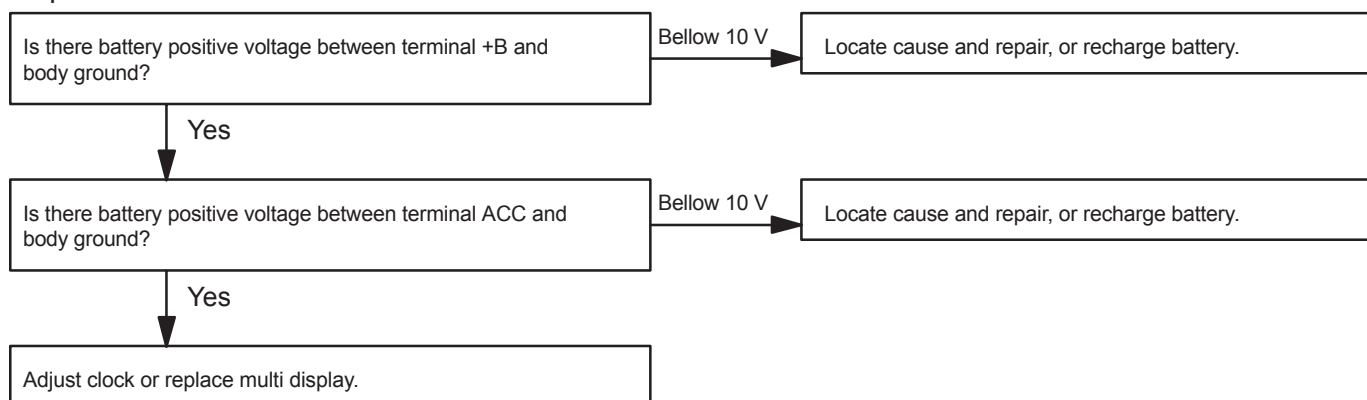 Is there battery positive voltage between terminal +B and
body ground?
Bellow 10 V
Locate cause and repair, or recharge battery.
Yes
Is there battery positive voltage between terminal ACC and
body ground?
Bellow 10 V
Locate cause and repair, or recharge battery.
Yes
Adjust clock or replace multi display.